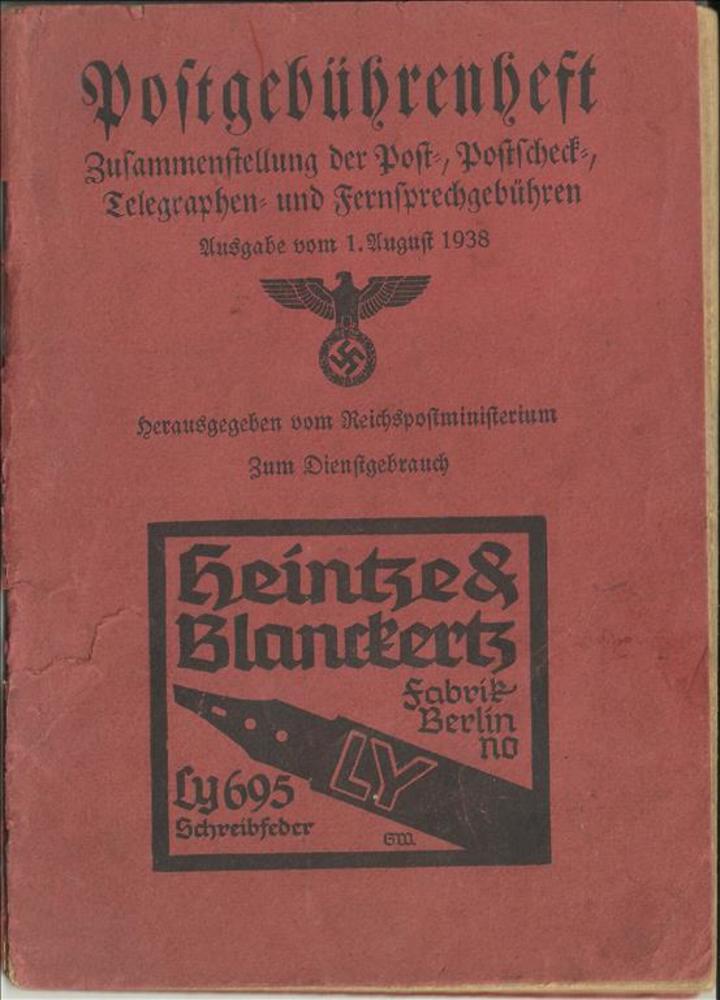 Postgebührenheft
Zusammenstellung der Post-, Postscheck-,
Telegraphen- und Fernsprechgebühren
Ausgabe vom 1. August 1938
Herausgegeben vom Reichspostministerium
Zum Dienstgebrauch
Heintze &
Blanckertz
Fabrik
Berlin
NO
LY
Ly 695
Schreibfeder
GW